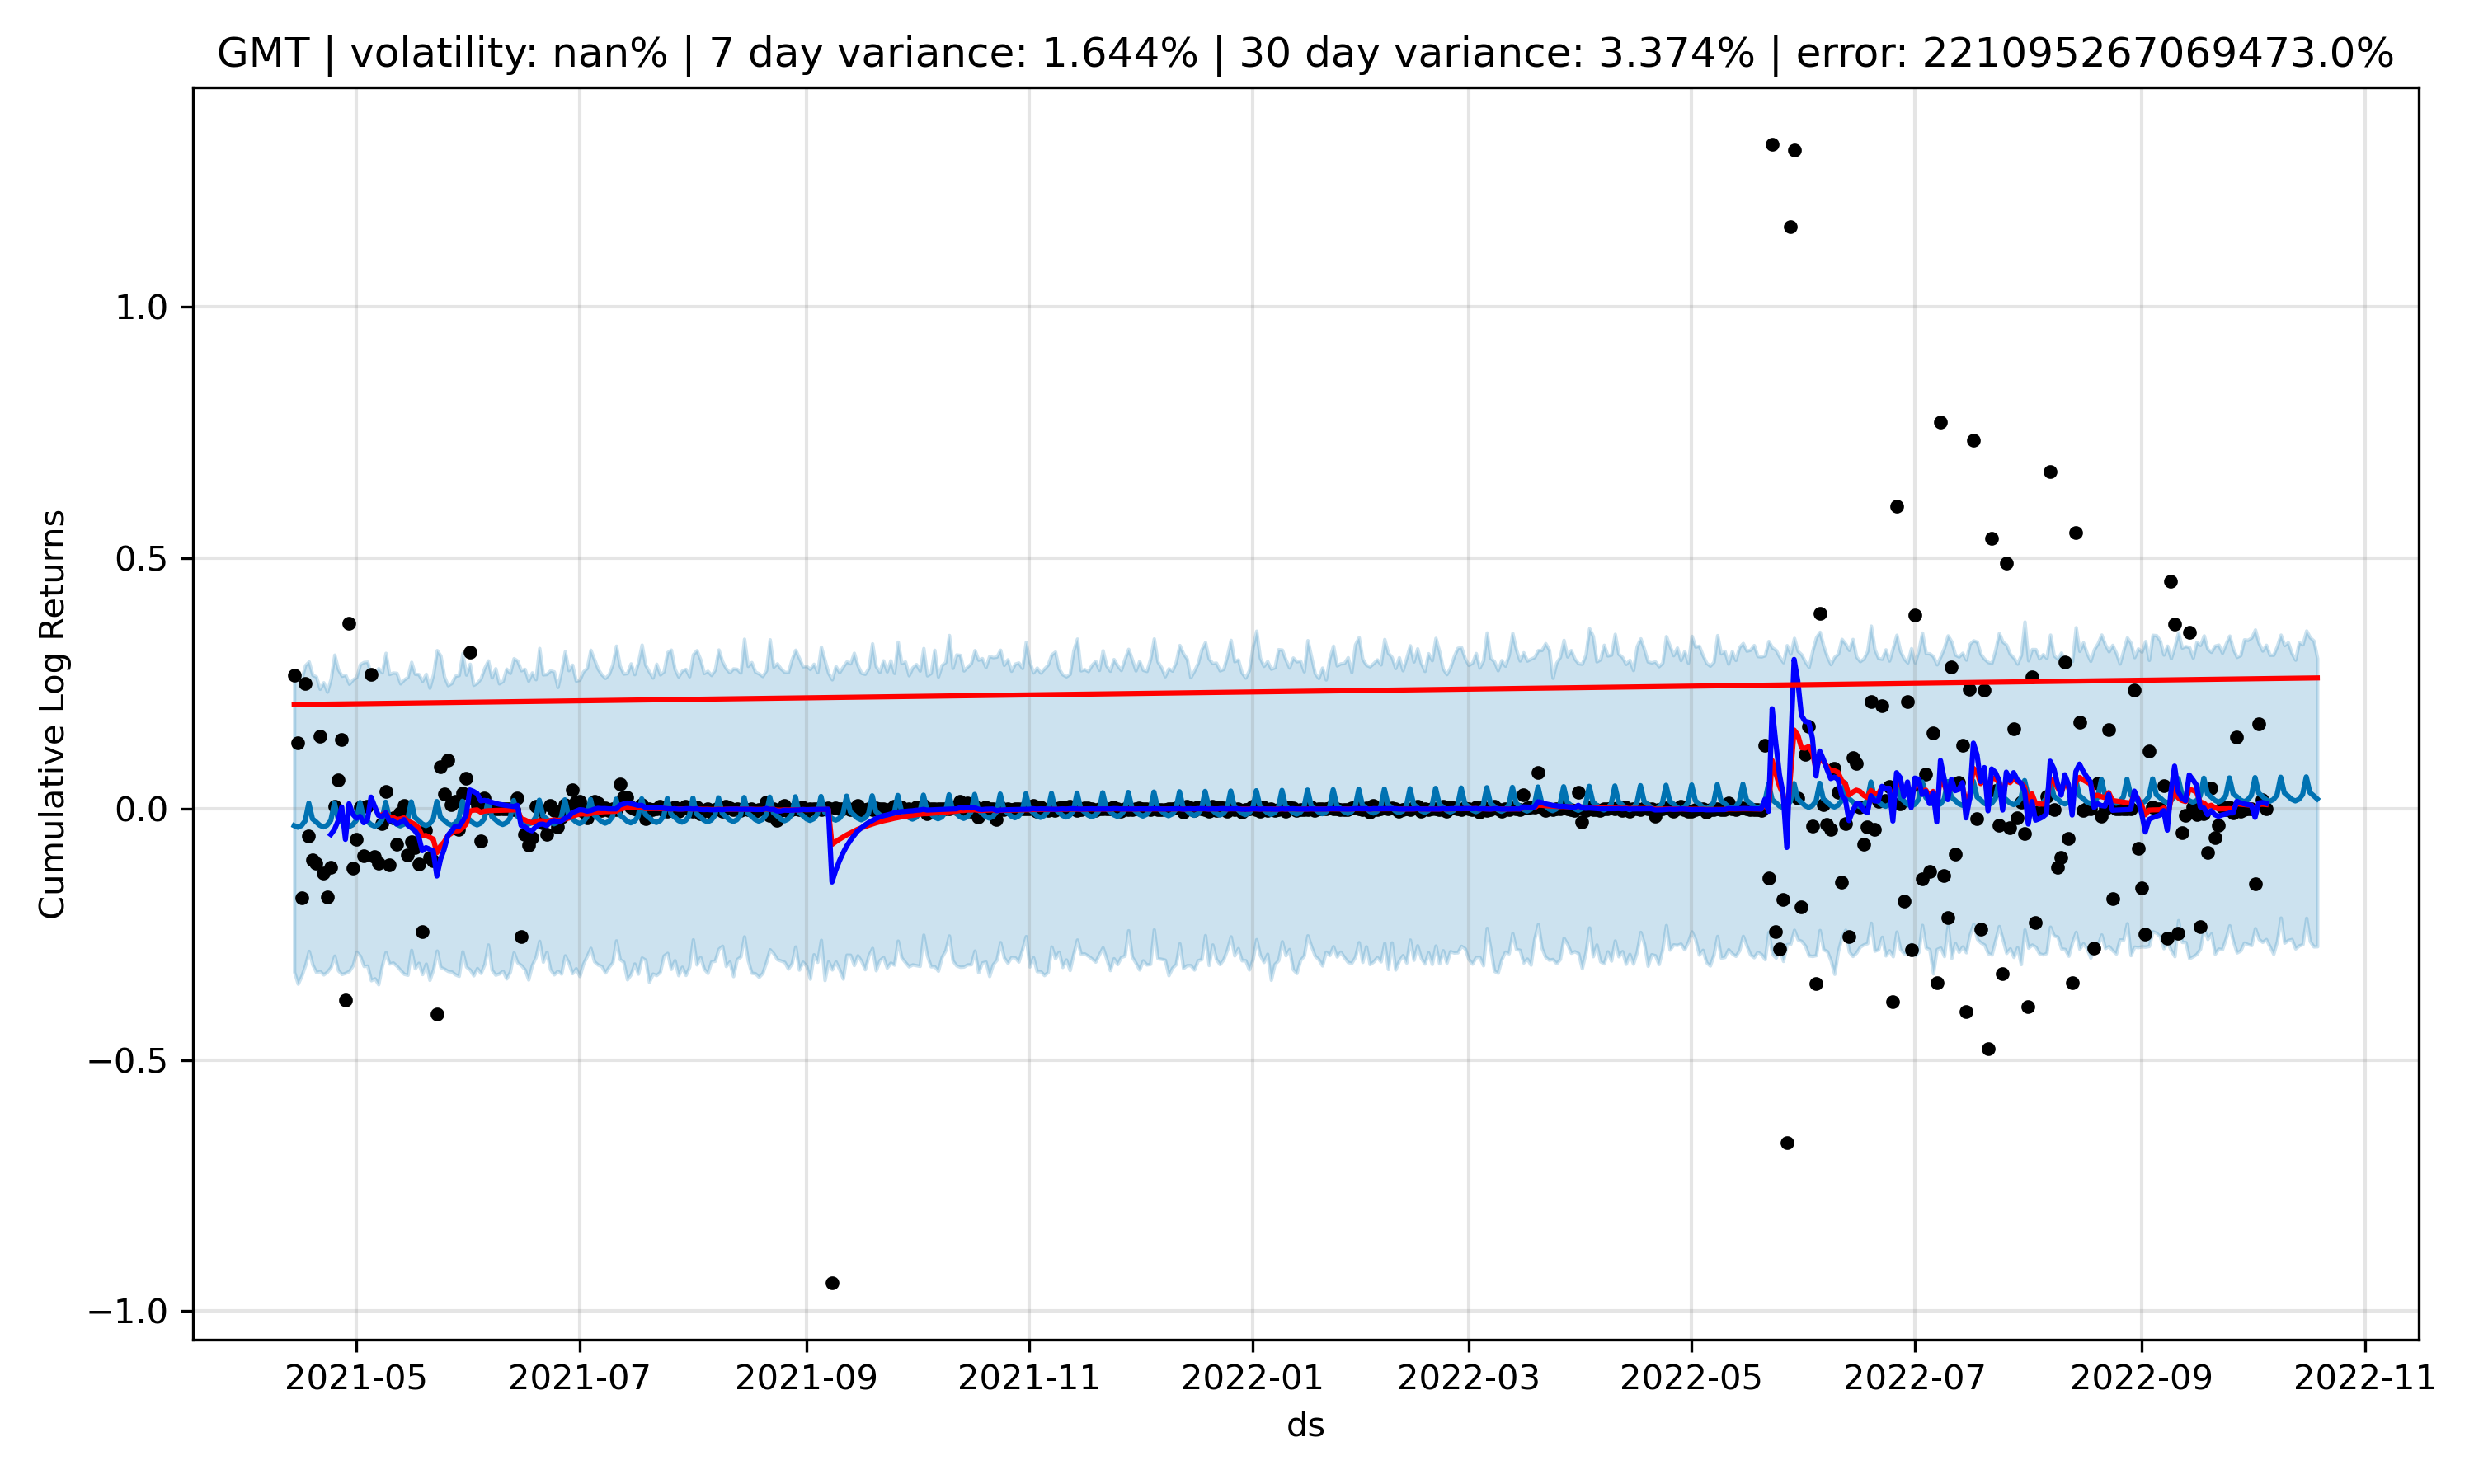 GMT | volatility: nan% | 7 day variance: 1.644% | 30 day variance: 3.374% | error: 221095267069473.0%
Cumulative Log Returns
1.0
0.5
0.0
−0.5
−1.0
2021-05 2021-07 2021-09 2021-11 2022-01 2022-03 2022-05 2022-07 2022-09 2022-11
ds